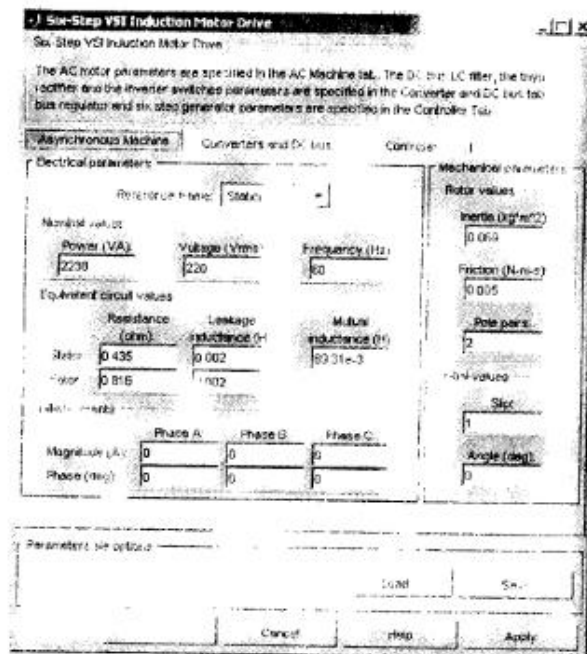 Six-Step VSI Induction Motor Drive
Six-Step VSI Induction Motor Drive
The AC motor parameters are specified in the AC Machine tab. The DC bus LC filter, the
rectifier and the inverter switches parameters are specified in the Converter and DC bus tab
bus regulator and six step generator parameters are specified in the Controller Tab
Asynchronous Machine Converters and DC bus Controller
Electrical parameters
Mechanical parameters
Reference frame:
Rotor values
Nominal values
Power (VA): Voltage (Vrms Frequency (Hz)
2238 220 60
Inertia (kg*m^2)
0.069
Friction (N-m-s)
0.005
Pole pairs:
2
Equivalent circuit values
Resistance (ohm) Leakage inductance (H Mutual inductance (H)
Stator 0.435 0.002 69.31e-3
Rotor 0.816 .002
Initial values
Slip:
1
Angle (deg):
0
Phase A: Phase B: Phase C:
Magnitude (A): 0 0 0
Phase (deg): 0 0 0
Parameters file options
Load
Cancel Help Apply